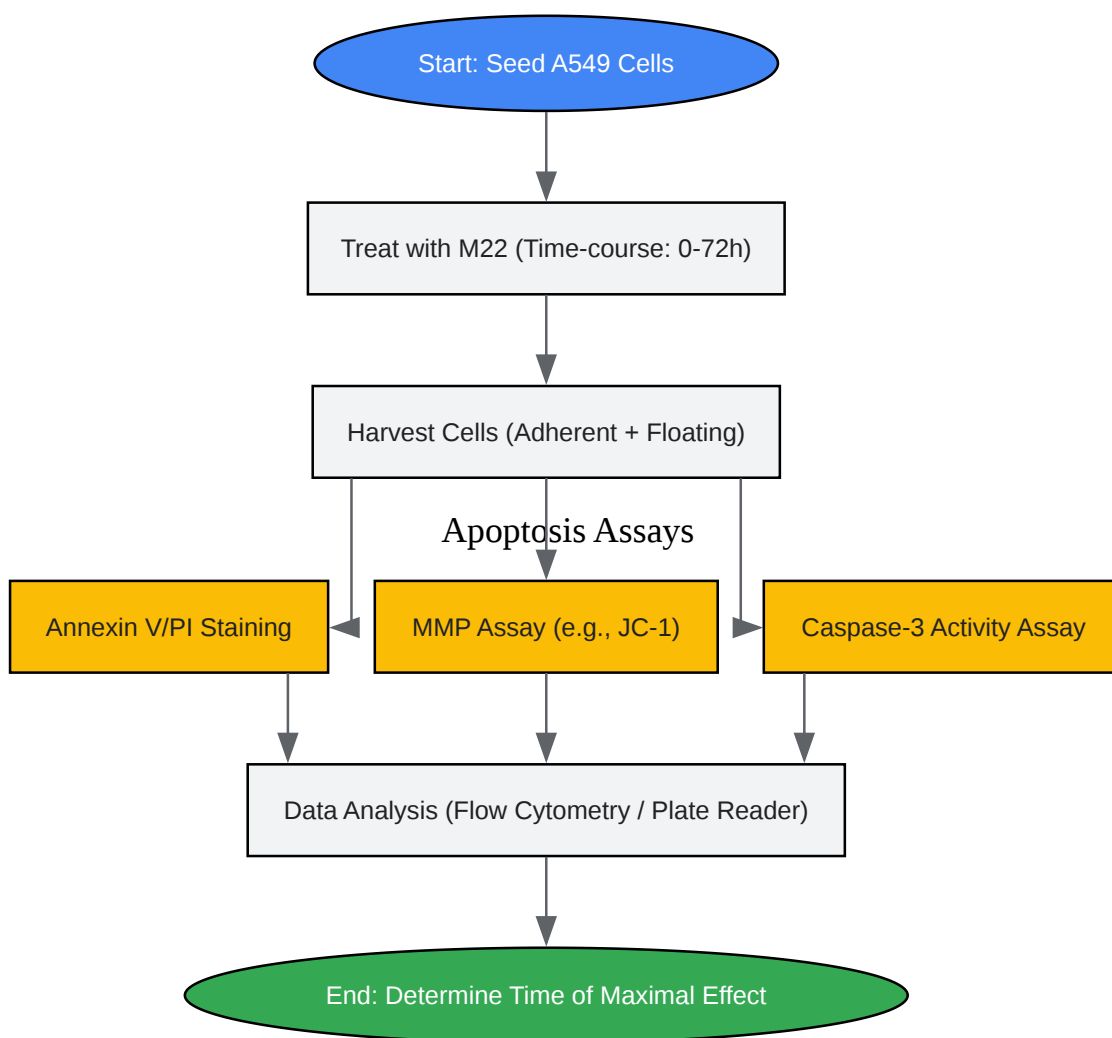 Start: Seed A549 Cells
Treat with M22 (Time-course: 0-72h)
Harvest Cells (Adherent + Floating)
Apoptosis Assays
Annexin V/PI Staining
MMP Assay (e.g., JC-1)
Caspase-3 Activity Assay
Data Analysis (Flow Cytometry / Plate Reader)
End: Determine Time of Maximal Effect